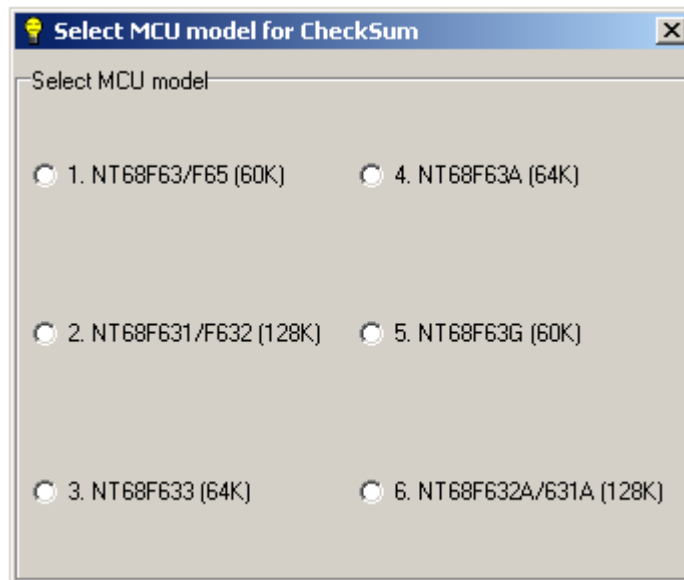 Select MCU model for CheckSum
Select MCU model
1. NT68F63/F65 (60K)
4. NT68F63A (64K)
2. NT68F631/F632 (128K)
5. NT68F63G (60K)
3. NT68F633 (64K)
6. NT68F632A/631A (128K)